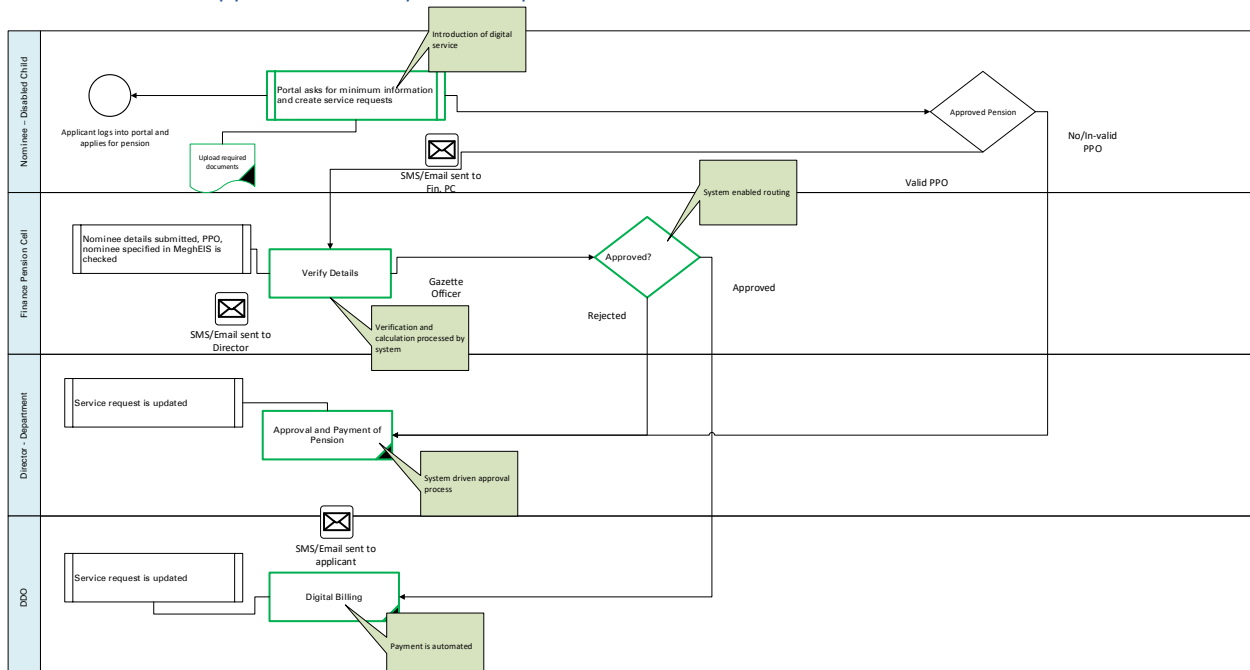 Introduction of digital
service
Nominee – Disabled Child
Portal asks for minimum information
and create service requests
Approved Pension
Applicant logs into portal and
applies for pension
Upload required
documents
No/In-valid
PPO
SMS/Email sent to
Fin. PC
Valid PPO
System enabled routing
Finance Pension Cell
Nominee details submitted, PPO,
nominee specified in MeghEIS is
checked
Verify Details
Approved?
Gazette
Officer
Approved
Rejected
SMS/Email sent to
Director
Verification and
calculation processed by
system
Director - Department
Service request is updated
Approval and Payment of
Pension
System driven approval
process
DDO
SMS/Email sent to
applicant
Service request is updated
Digital Billing
Payment is automated